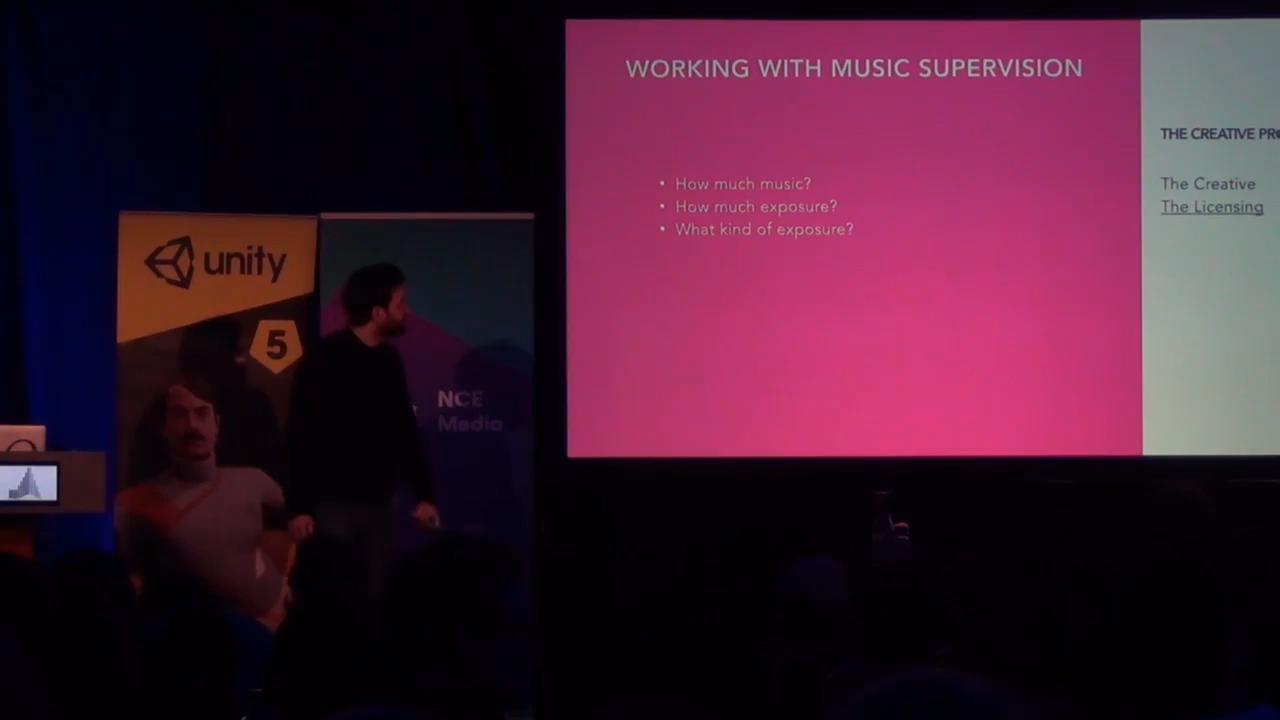 WORKING WITH MUSIC SUPERVISION
• How much music?
• How much exposure?
• What kind of exposure?
THE CREATIVE PRO
The Creative
The Licensing
unity
5
NCE
Media